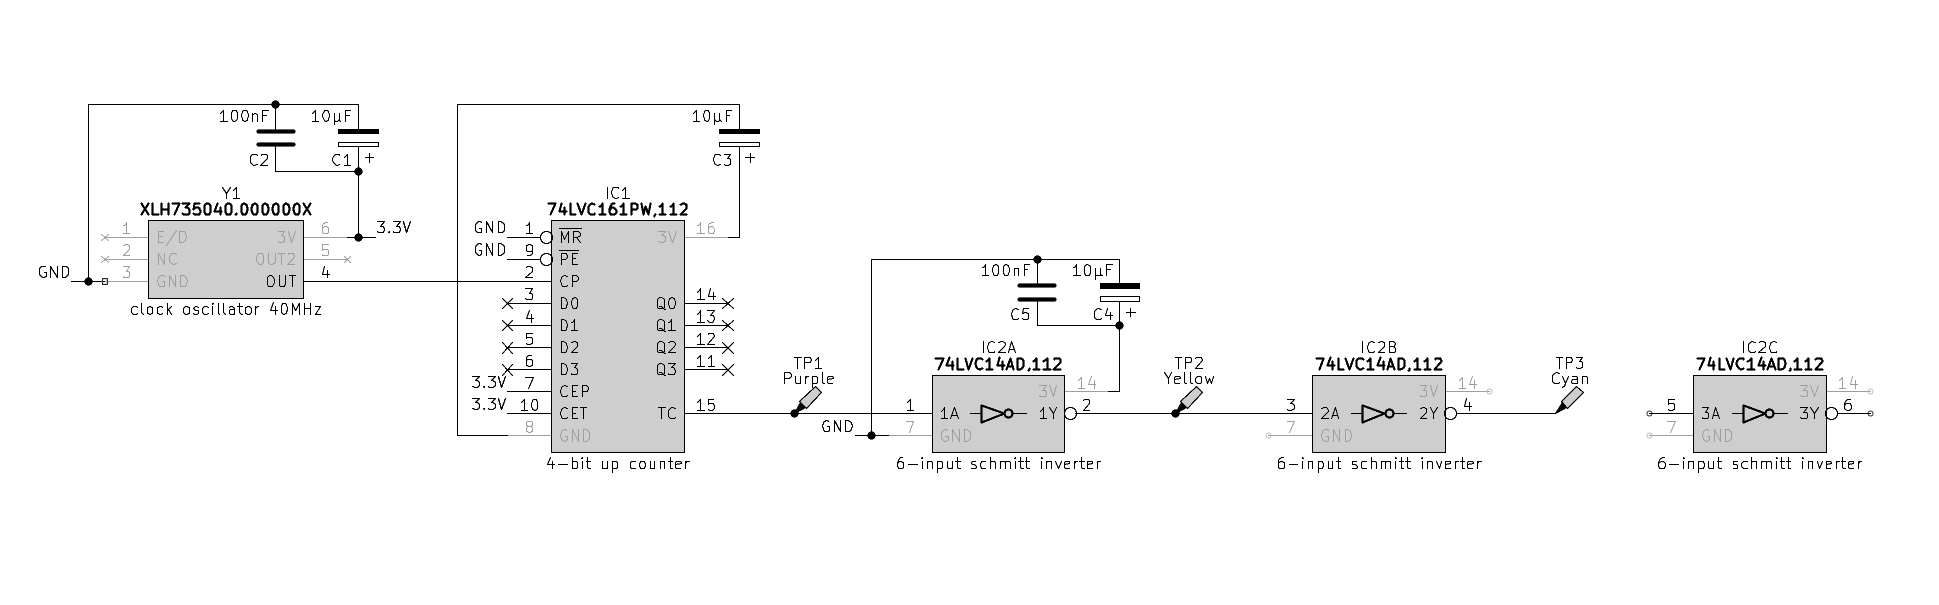 100nF
10µF
C2
C1
+
Y1
XLH735040.000000X
1
E/D
3V
6
3.3V
2
NC
OUT2
5
GND
3
GND
OUT
4
clock oscillator 40MHz
10µF
C3
+
IC1
74LVC161PW,112
GND
1
MR
3V
16
GND
9
PE
2
CP
3
D0
Q0
14
4
D1
Q1
13
5
D2
Q2
12
6
D3
Q3
11
3.3V
7
CEP
3.3V
10
CET
TC
15
8
GND
4-bit up counter
TP1
Purple
100nF
10µF
C5
C4
+
IC2A
74LVC14AD,112
3V
14
1
1A
1Y
2
GND
7
GND
6-input schmitt inverter
TP2
Yellow
IC2B
74LVC14AD,112
3V
14
3
2A
2Y
4
7
GND
6-input schmitt inverter
TP3
Cyan
IC2C
74LVC14AD,112
3V
14
5
3A
3Y
6
7
GND
6-input schmitt inverter